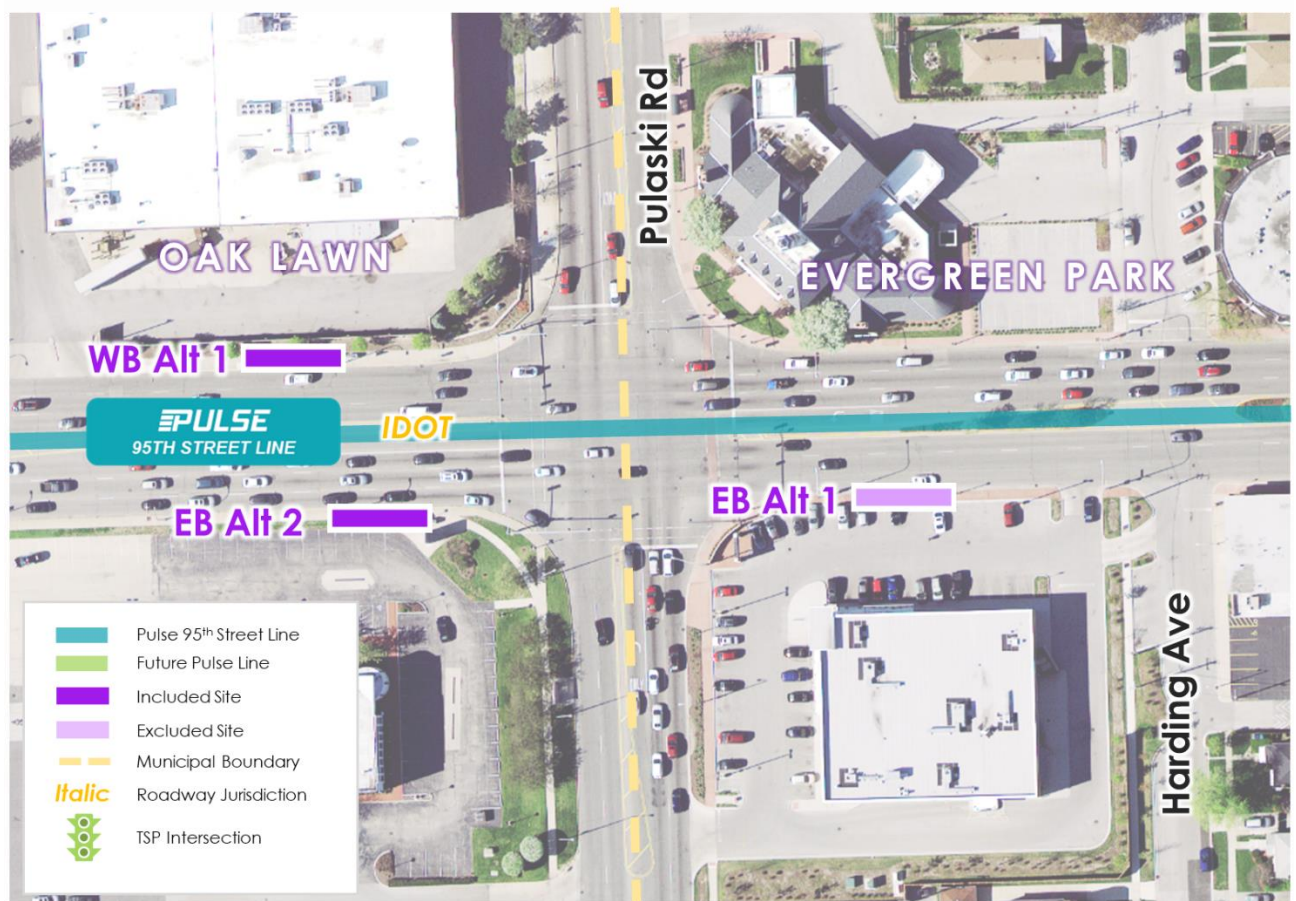 Pulaski Rd
OAK LAWN
EVERGREEN PARK
WB Alt 1
PULSE
95TH STREET LINE
IDOT
EB Alt 2
EB Alt 1
Harding Ave
Pulse 95th Street Line
Future Pulse Line
Included Site
Excluded Site
Municipal Boundary
Italic Roadway Jurisdiction
TSP Intersection